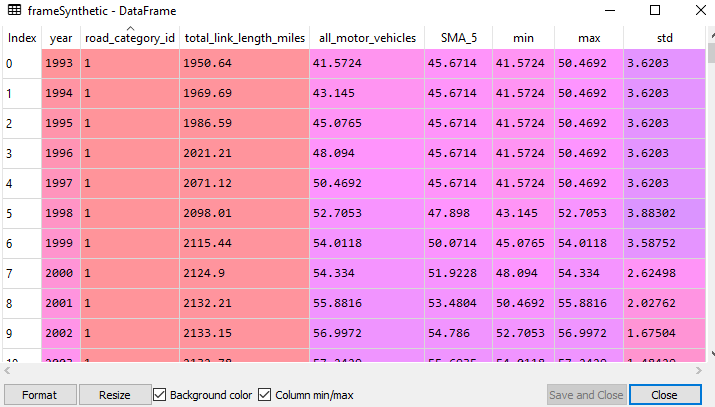 frameSynthetic - DataFrame
Index year road_category_id total_link_length_miles all_motor_vehicles SMA_5 min max std
0 1993 1 1950.64 41.5724 45.6714 41.5724 50.4692 3.6203
1 1994 1 1969.69 43.145 45.6714 41.5724 50.4692 3.6203
2 1995 1 1986.59 45.0765 45.6714 41.5724 50.4692 3.6203
3 1996 1 2021.21 48.094 45.6714 41.5724 50.4692 3.6203
4 1997 1 2071.12 50.4692 45.6714 41.5724 50.4692 3.6203
5 1998 1 2098.01 52.7053 47.898 43.145 52.7053 3.88302
6 1999 1 2115.44 54.0118 50.0714 45.0765 54.0118 3.58752
7 2000 1 2124.9 54.334 51.9228 48.094 54.334 2.62498
8 2001 1 2132.21 55.8816 53.4804 50.4692 55.8816 2.02762
9 2002 1 2133.15 56.9972 54.786 52.7053 56.9972 1.67504
Format Resize Background color Column min/max Save and Close Close